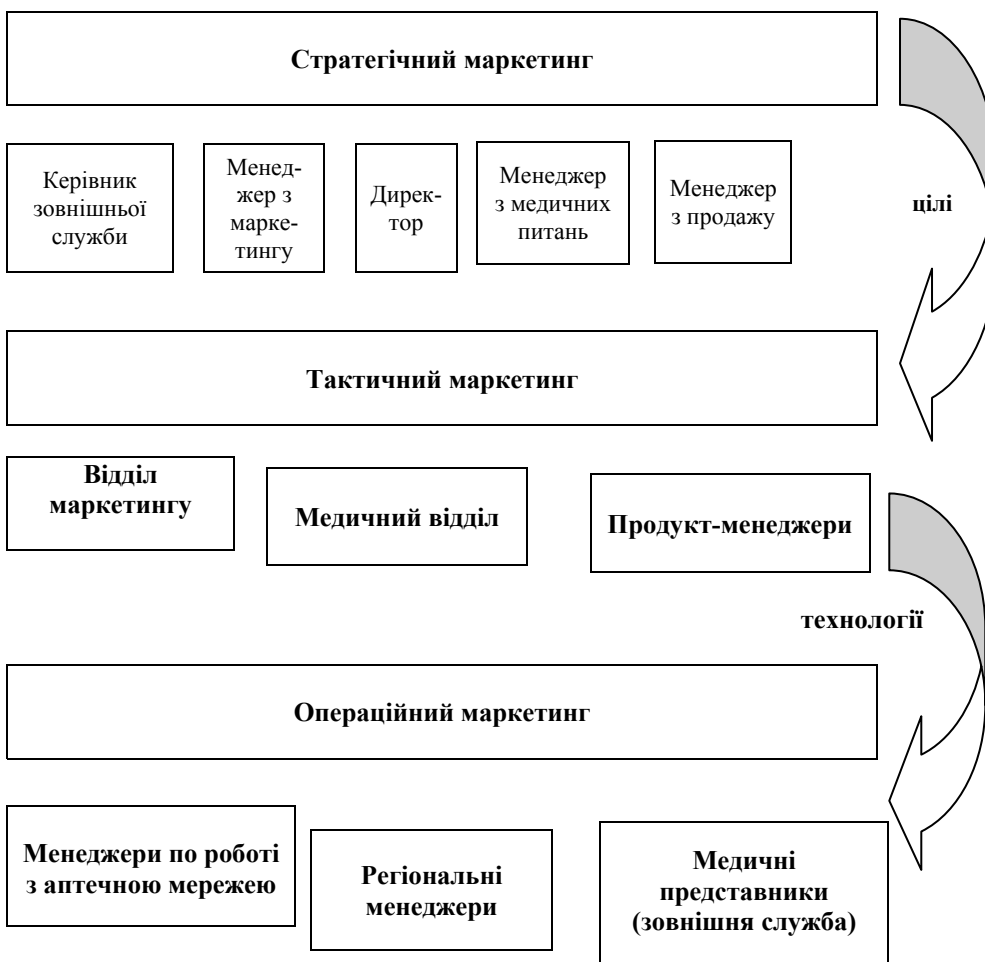 Стратегічний маркетинг
Керівник
зовнішньої
служби
Менед-
жер з
марке-
тингу
Дирек-
тор
Менеджер
з медичних
питань
Менеджер
з продажу
цілі
Тактичний маркетинг
Відділ
маркетингу
Медичний відділ
Продукт-менеджери
технології
Операційний маркетинг
Менеджери по роботі
з аптечною мережею
Регіональні
менеджери
Медичні
представники
(зовнішня служба)